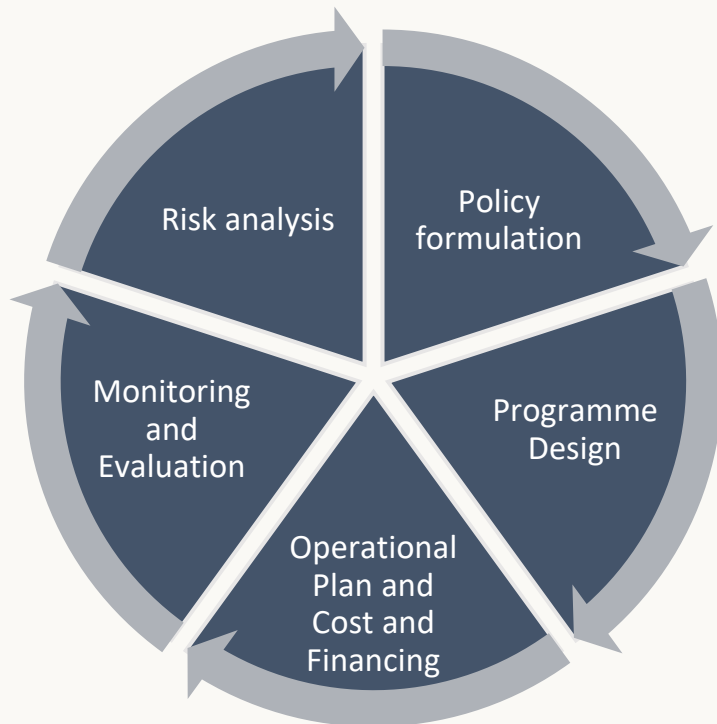 Risk analysis
Policy
formulation
Programme
Design
Operational
Plan and
Cost and
Financing
Monitoring
and
Evaluation